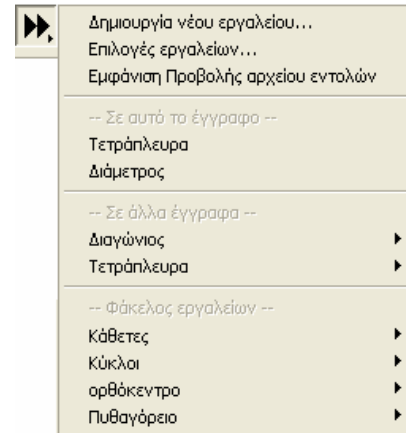 Δημιουργία νέου εργαλείου...
Επιλογές εργαλείων...
Εμφάνιση Προβολής αρχείου εντολών
-- Σε αυτό το έγγραφο --
Τετράπλευρα
Διάμετρος
-- Σε άλλα έγγραφα --
Διαγώνιος
Τετράπλευρα
-- Φάκελος εργαλείων --
Κάθετες
Κύκλοι
ορθόκεντρο
Πυθαγόρειο